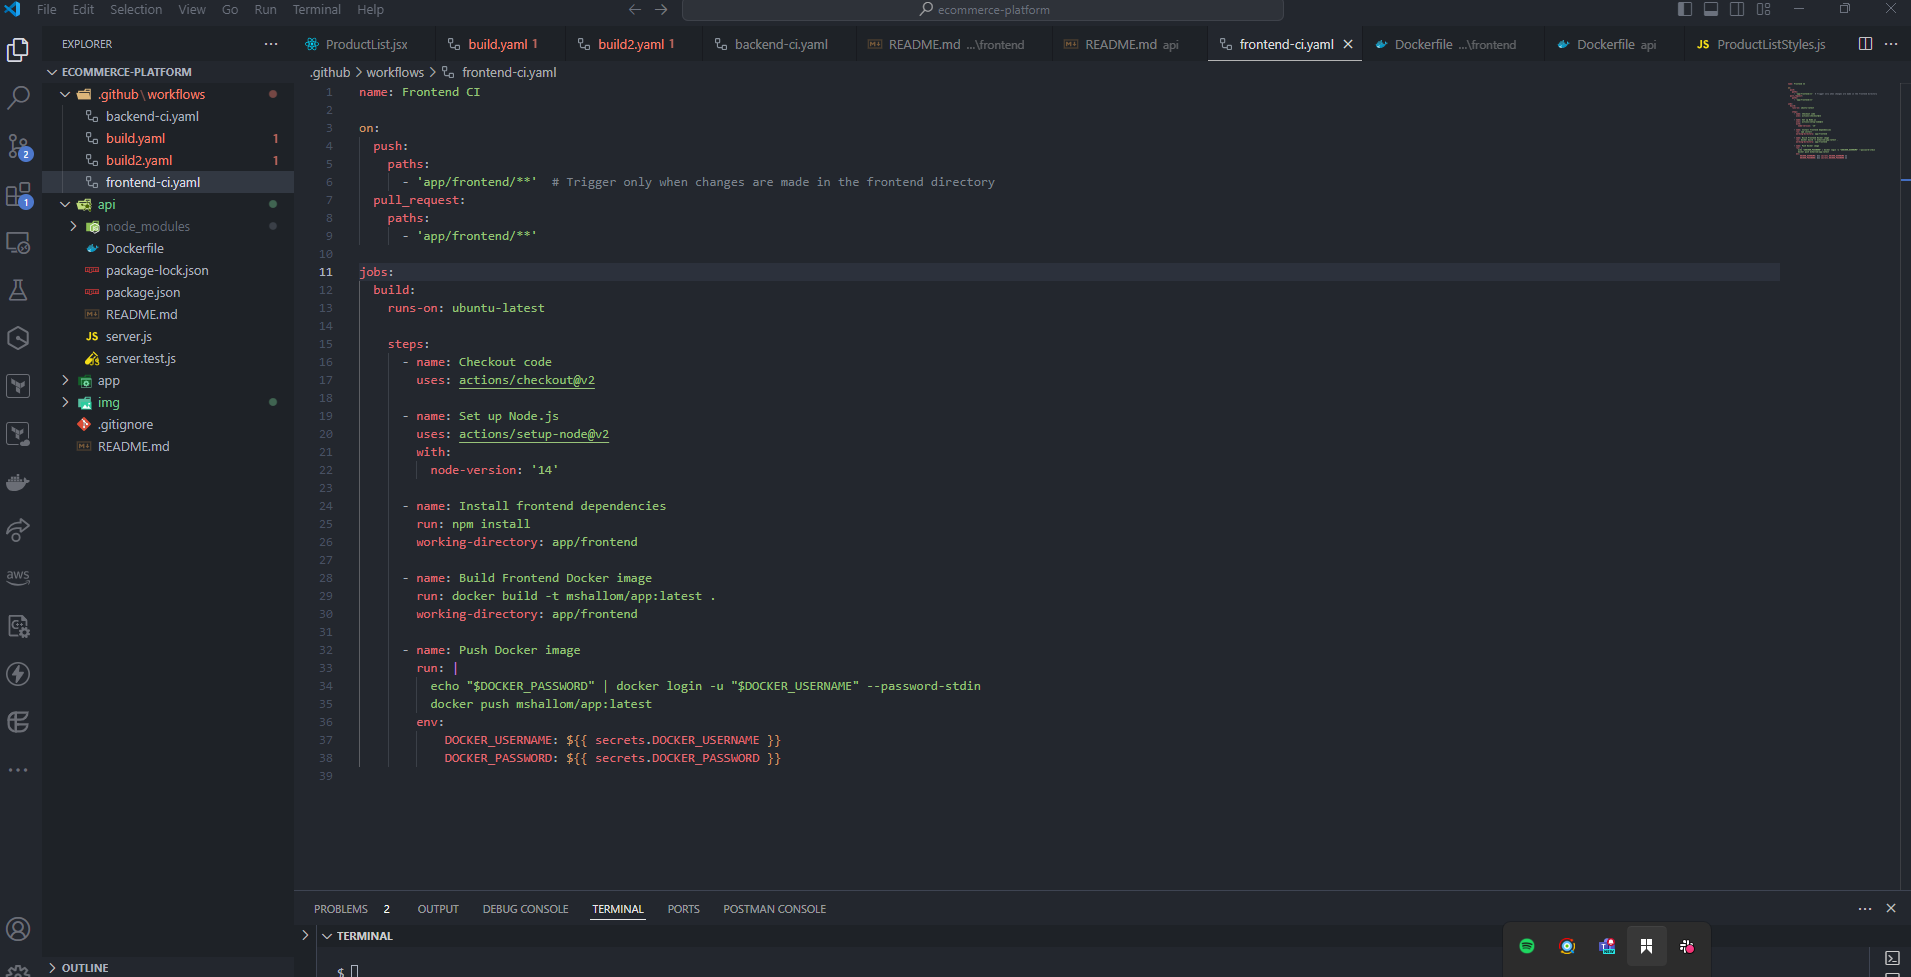 File Edit Selection View Go Run Terminal Help
ecommerce-platform
EXPLORER
ProductList.jsx
build.yaml 1
build2.yaml 1
backend-ci.yaml
README.md ...\frontend
README.md api
frontend-ci.yaml
Dockerfile ...\frontend
Dockerfile api
JS ProductListStyles.js
ECOMMERCE-PLATFORM
.github\workflows
backend-ci.yaml
build.yaml 1
build2.yaml 1
frontend-ci.yaml
api
node_modules
Dockerfile
package-lock.json
package.json
README.md
JS server.js
server.test.js
app
img
.gitignore
README.md
OUTLINE
2
1
aws
.github > workflows > frontend-ci.yaml
1 name: Frontend CI
2
3 on:
4 push:
5 paths:
6 - 'app/frontend/**' # Trigger only when changes are made in the frontend directory
7 pull_request:
8 paths:
9 - 'app/frontend/**'
10
11 jobs:
12 build:
13 runs-on: ubuntu-latest
14
15 steps:
16 - name: Checkout code
17 uses: actions/checkout@v2
18
19 - name: Set up Node.js
20 uses: actions/setup-node@v2
21 with:
22 node-version: '14'
23
24 - name: Install frontend dependencies
25 run: npm install
26 working-directory: app/frontend
27
28 - name: Build Frontend Docker image
29 run: docker build -t mshallom/app:latest .
30 working-directory: app/frontend
31
32 - name: Push Docker image
33 run: |
34 echo "$DOCKER_PASSWORD" | docker login -u "$DOCKER_USERNAME" --password-stdin
35 docker push mshallom/app:latest
36 env:
37 DOCKER_USERNAME: ${{ secrets.DOCKER_USERNAME }}
38 DOCKER_PASSWORD: ${{ secrets.DOCKER_PASSWORD }}
39
PROBLEMS 2 OUTPUT DEBUG CONSOLE TERMINAL PORTS POSTMAN CONSOLE
TERMINAL
$